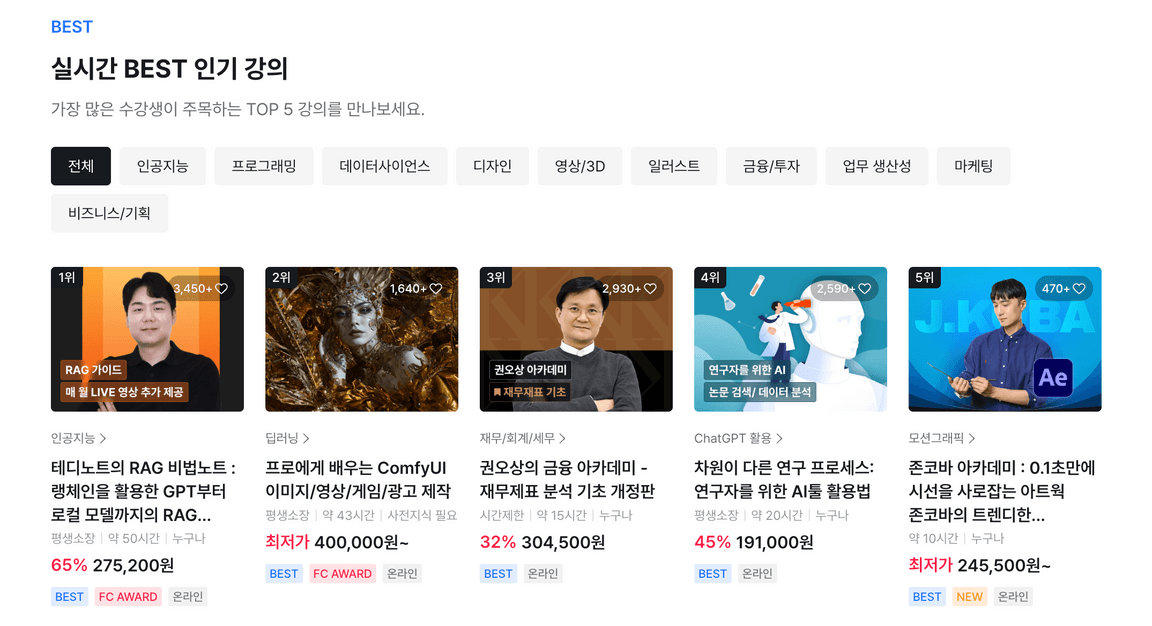 BEST
실시간 BEST 인기 강의
가장 많은 수강생이 주목하는 TOP 5 강의를 만나보세요.
전체
인공지능
프로그래밍
데이터사이언스
디자인
영상/3D
일러스트
금융/투자
업무 생산성
마케팅
비즈니스/기획
1위
3,450+
RAG 가이드
매 월 LIVE 영상 추가 제공
인공지능
테디노트의 RAG 비법노트 :
랭체인을 활용한 GPT부터
로컬 모델까지의 RAG...
평생소장 | 약 50시간 | 누구나
65% 275,200원
BEST FC AWARD 온라인
2위
1,640+
딥러닝
프로에게 배우는 ComfyUI
이미지/영상/게임/광고 제작
평생소장 | 약 43시간 | 사전지식 필요
최저가 400,000원~
BEST FC AWARD 온라인
3위
2,930+
권오상 아카데미
재무제표 기초
재무/회계/세무
권오상의 금융 아카데미 -
재무제표 분석 기초 개정판
시간제한 | 약 15시간 | 누구나
32% 304,500원
BEST 온라인
4위
2,590+
연구자를 위한 AI
논문 검색/ 데이터 분석
ChatGPT 활용
차원이 다른 연구 프로세스:
연구자를 위한 AI툴 활용법
평생소장 | 약 20시간 | 누구나
45% 191,000원
BEST 온라인
5위
470+
J.KOBA
Ae
모션그래픽
존코바 아카데미 : 0.1초만에
시선을 사로잡는 아트웍
존코바의 트렌디한...
약 10시간 | 누구나
최저가 245,500원~
BEST NEW 온라인